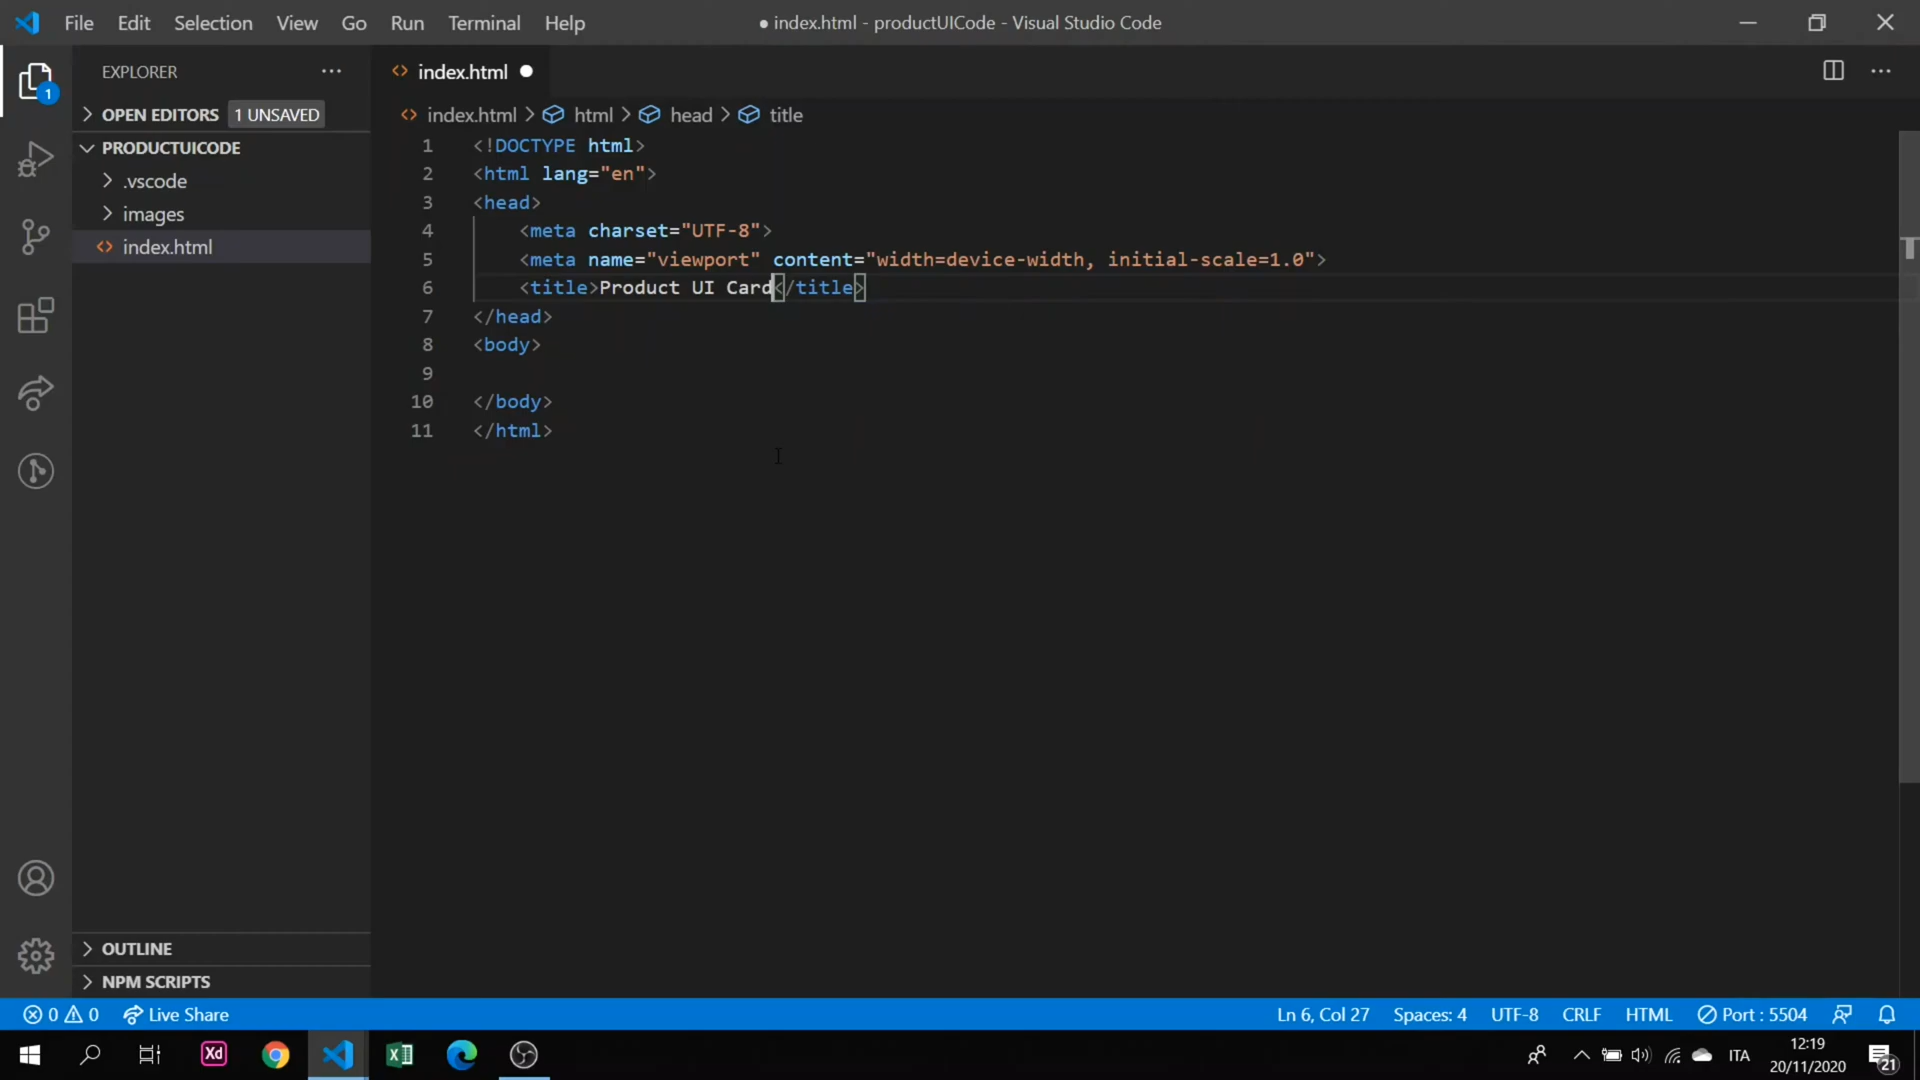 File Edit Selection View Go Run Terminal Help
● index.html - productUICode - Visual Studio Code
EXPLORER
index.html
1
OPEN EDITORS 1 UNSAVED
index.html > html > head > title
PRODUCTUICODE
.vscode
images
index.html
1 <!DOCTYPE html>
2 <html lang="en">
3 <head>
4 <meta charset="UTF-8">
5 <meta name="viewport" content="width=device-width, initial-scale=1.0">
6 <title>Product UI Card</title>
7 </head>
8 <body>
9
10 </body>
11 </html>
OUTLINE
NPM SCRIPTS
0 0 Live Share Ln 6, Col 27 Spaces: 4 UTF-8 CRLF HTML Port : 5504
Xd
ITA
12:19
20/11/2020
21